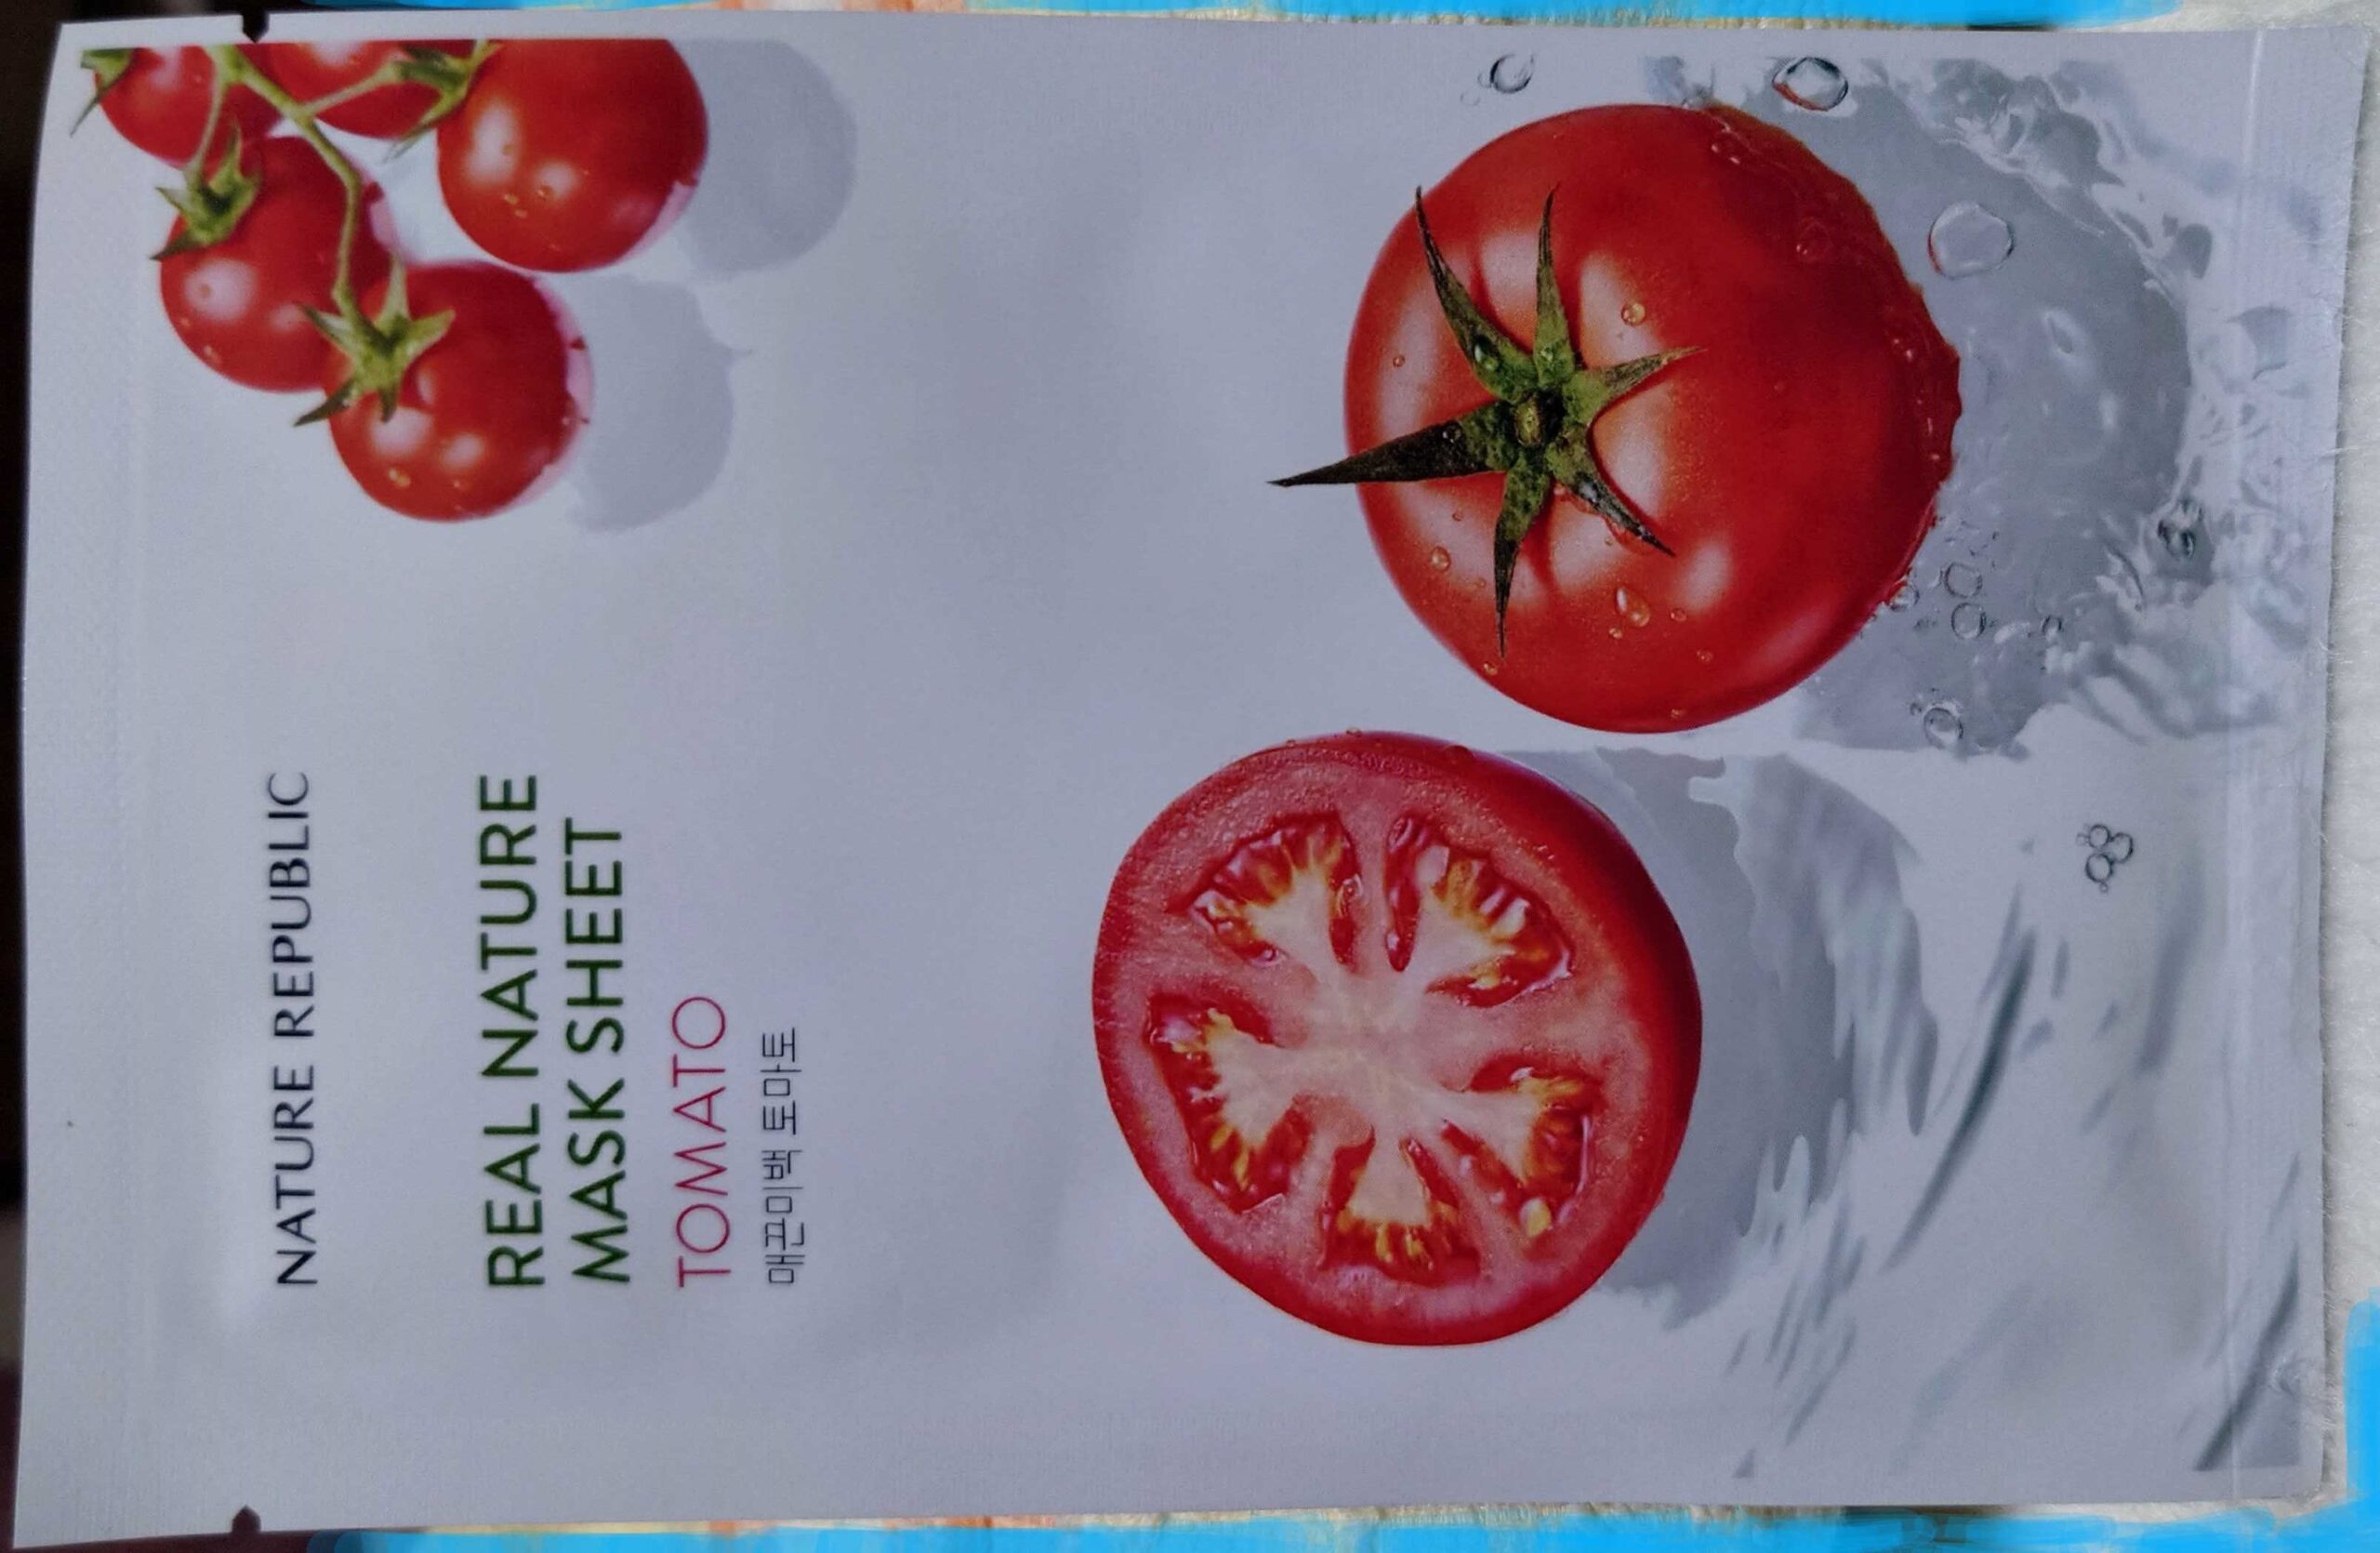 NATURE REPUBLIC
REAL NATURE
MASK SHEET
TOMATO
매끈미백 토마토